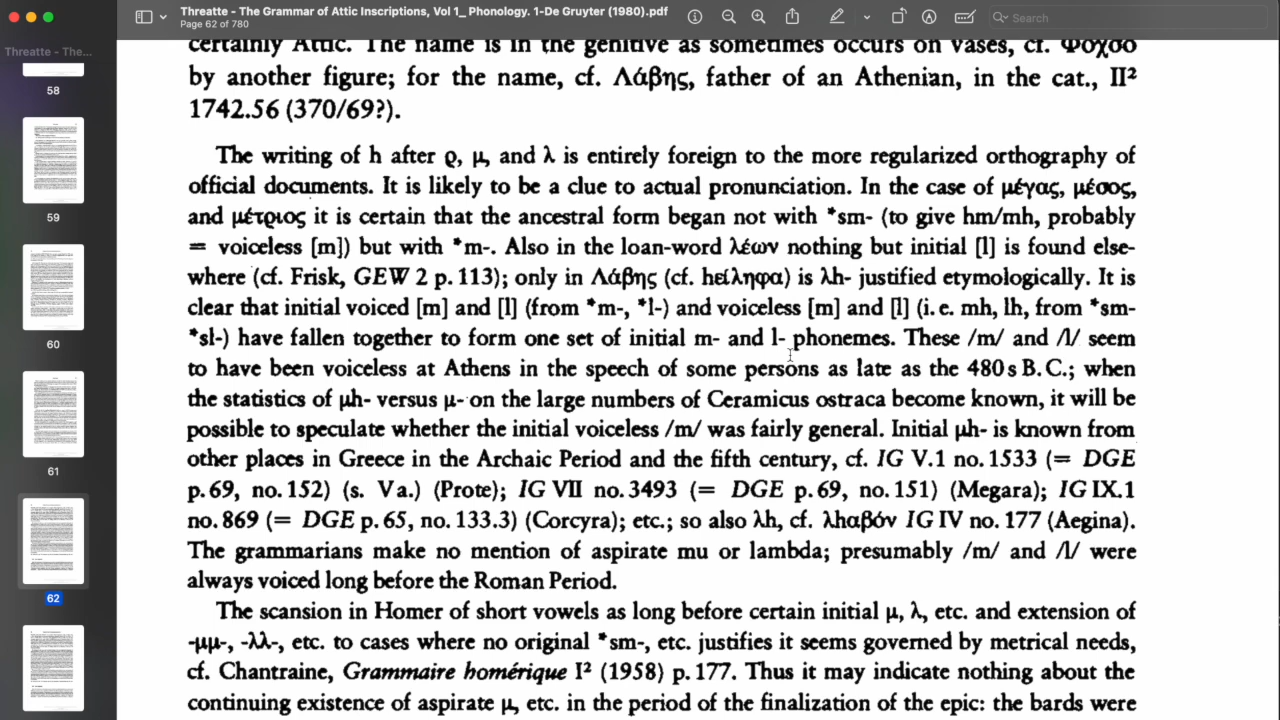 Threatte - The Grammar of Attic Inscriptions, Vol 1_ Phonology. 1-De Gruyter (1980).pdf
Page 62 of 780
Search
Threatte - The...
58
59
60
61
62
certainly Attic. The name is in the genitive as sometimes occurs on vases, cf. Φοχσο
by another figure; for the name, cf. Λάβης, father of an Athenian, in the cat., II²
1742.56 (370/69?).
The writing of h after ρ, μ, and λ is entirely foreign to the more regularized orthography of
official documents. It is likely to be a clue to actual pronunciation. In the case of μέγας, μέσος,
and μέτριος it is certain that the ancestral form began not with *sm- (to give hm/mh, probably
= voiceless [m]) but with *m-. Also in the loan-word λέων nothing but initial [l] is found else-
where (cf. Frisk, GEW 2 p. 113); only in Λάβης (cf. hείληφα) is λh- justified etymologically. It is
clear that initial voiced [m] and [l] (from *m-, *l-) and voiceless [m] and [l] (i. e. mh, lh, from *sm-
*sl-) have fallen together to form one set of initial m- and l- phonemes. These /m/ and /l/ seem
to have been voiceless at Athens in the speech of some persons as late as the 480s B.C.; when
the statistics of μh- versus μ- on the large numbers of Ceramicus ostraca become known, it will be
possible to speculate whether the initial voiceless /m/ was fairly general. Initial μh- is known from
other places in Greece in the Archaic Period and the fifth century, cf. IG V.1 no. 1533 (= DGE
p. 69, no. 152) (s. Va.) (Prote); IG VII no. 3493 (= DGE p. 69, no. 151) (Megara); IG IX.1
no. 869 (= DGE p. 65, no. 133.3) (Corcyra); etc.; so also λh, cf. λhαβόν IG IV no. 177 (Aegina).
The grammarians make no mention of aspirate mu or lambda; presumably /m/ and /l/ were
always voiced long before the Roman Period.
The scansion in Homer of short vowels as long before certain initial μ, λ, etc. and extension of
-μμ-, -λλ-, etc. to cases where no original *sm-, etc. justifies it seems governed by metrical needs,
cf. Chantraine, Grammaire Homérique I² (1958) p. 177. Thus it may indicate nothing about the
continuing existence of aspirate μ, etc. in the period of the finalization of the epic: the bards were